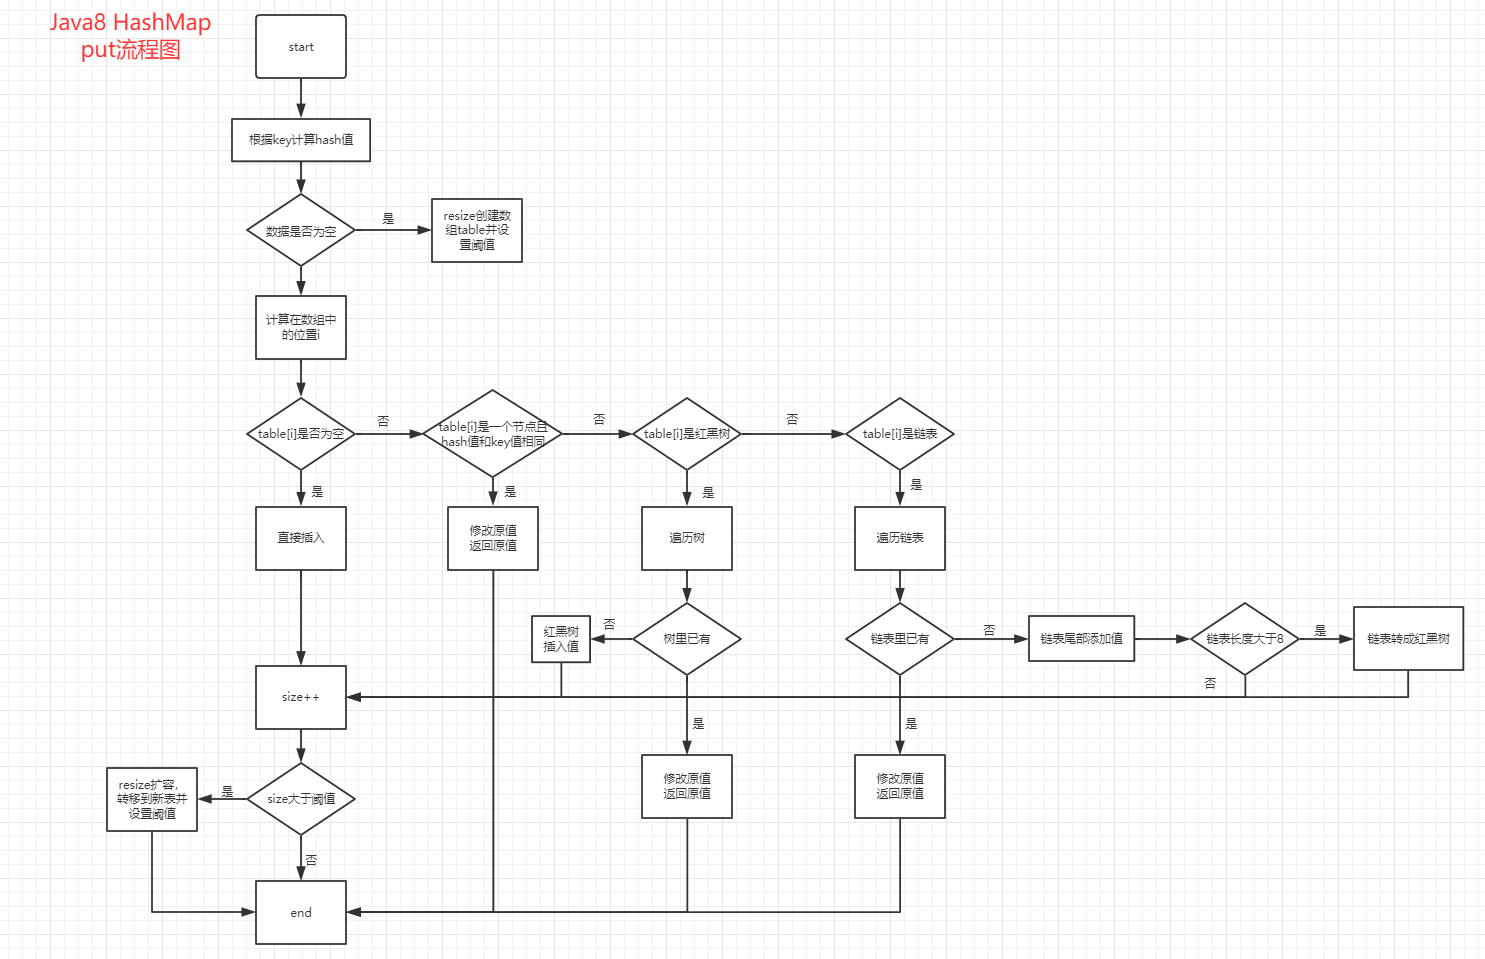 Java8 HashMap
put流程图
start
根据key计算hash值
数据是否为空
是
resize创建数
组table并设
置阈值
计算在数组中
的位置i
table[i]是否为空
否
table[i]是一个节点且
hash值和key值相同
否
table[i]是红黑树
否
table[i]是链表
是
是
是
是
直接插入
修改原值
返回原值
遍历树
遍历链表
红黑树
插入值
否
树里已有
链表里已有
否
链表尾部添加值
链表长度大于8
是
链表转成红黑树
size++
否
是
是
resize扩容，
转移到新表并
设置阈值
是
size大于阈值
修改原值
返回原值
修改原值
返回原值
否
end